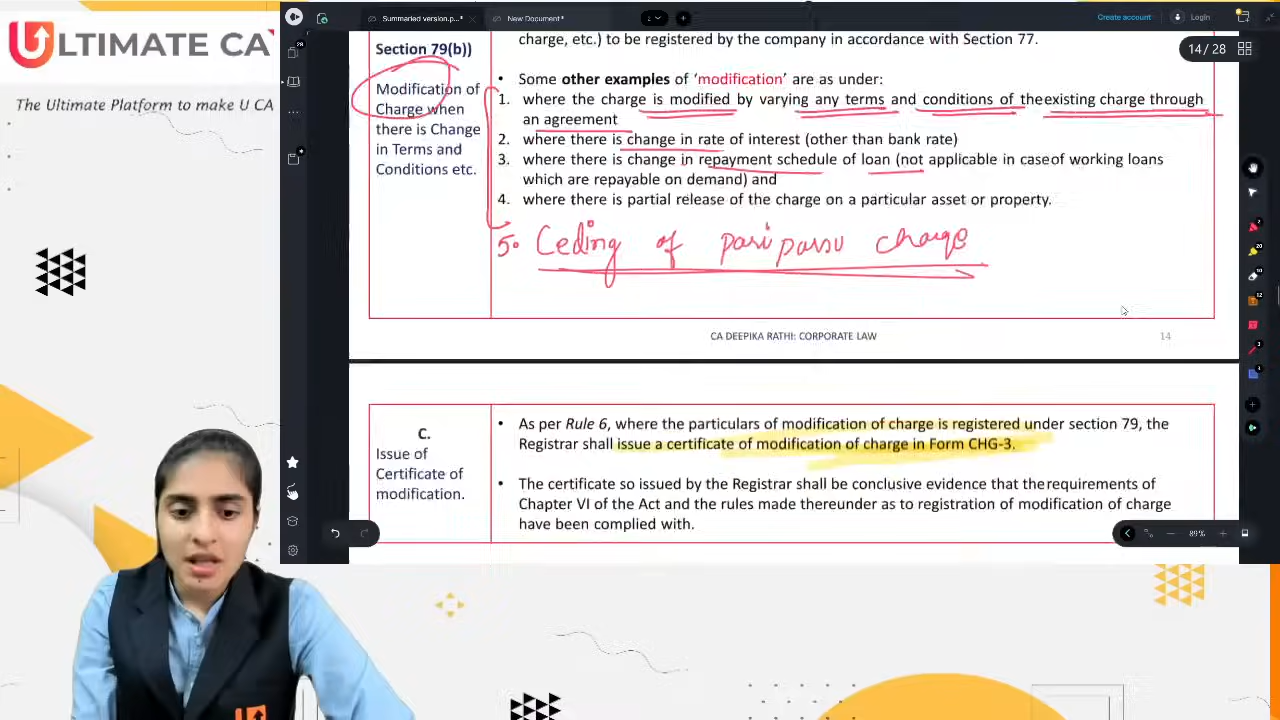 ULTIMATE CA
The Ultimate Platform to make U CA
Summaried version.p...*
New Document*
2
Create account
Login
14 / 28
Section 79(b))
Modification of
Charge when
there is Change
in Terms and
Conditions etc.
charge, etc.) to be registered by the company in accordance with Section 77.
• Some other examples of ‘modification’ are as under:
1. where the charge is modified by varying any terms and conditions of the existing charge through
an agreement
2. where there is change in rate of interest (other than bank rate)
3. where there is change in repayment schedule of loan (not applicable in case of working loans
which are repayable on demand) and
4. where there is partial release of the charge on a particular asset or property.
5. Ceding of pari passu charge
CA DEEPIKA RATHI: CORPORATE LAW
14
C.
Issue of
Certificate of
modification.
• As per Rule 6, where the particulars of modification of charge is registered under section 79, the
Registrar shall issue a certificate of modification of charge in Form CHG-3.
• The certificate so issued by the Registrar shall be conclusive evidence that the requirements of
Chapter VI of the Act and the rules made thereunder as to registration of modification of charge
have been complied with.
89%